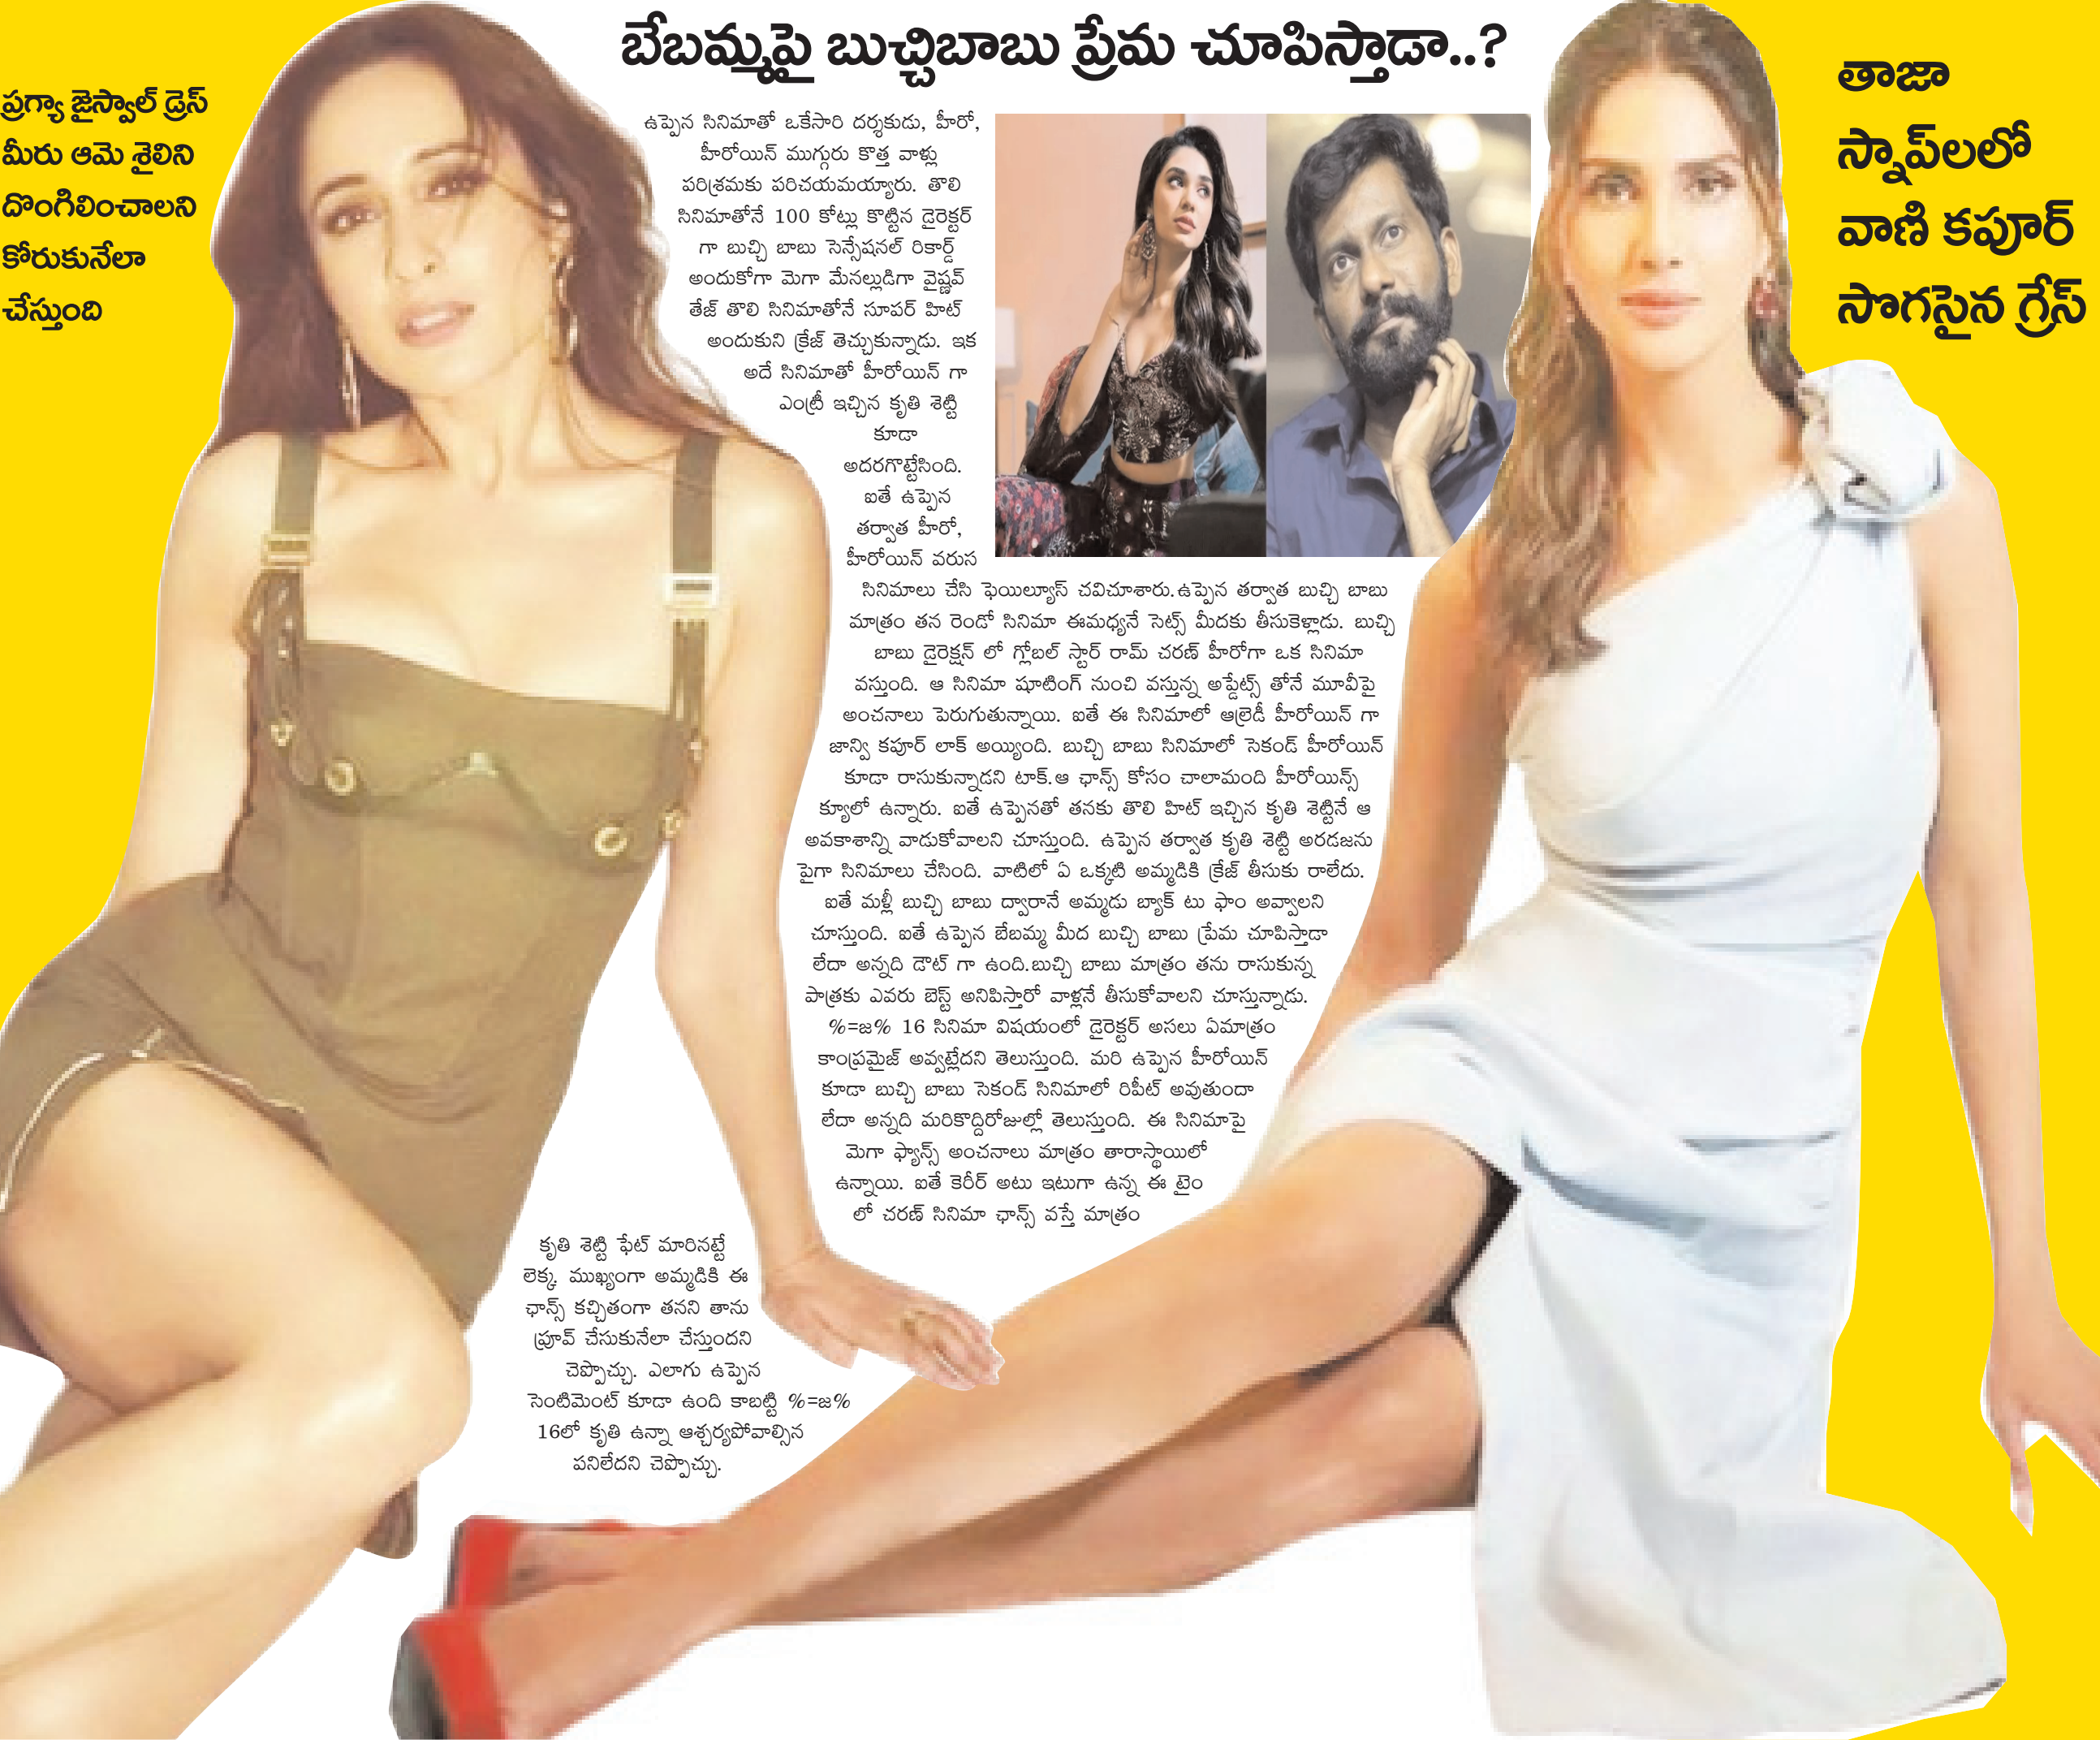 బేబమ్మపై బుచ్చిబాబు ప్రేమ చూపిస్తాడా..?
ప్రగ్యా జైస్వాల్ డ్రెస్
మీరు ఆమె శైలిని
దొంగిలించాలని
కోరుకునేలా
చేస్తుంది
ఉప్పెన సినిమాతో ఒకేసారి దర్శకుడు, హీరో,
హీరోయిన్ ముగ్గురు కొత్త వాళ్లు
పరిశ్రమకు పరిచయమయ్యారు. తొలి
సినిమాతోనే 100 కోట్లు కొట్టిన డైరెక్టర్
గా బుచ్చి బాబు సెన్సేషనల్ రికార్డ్
అందుకోగా మెగా మేనల్లుడిగా వైష్ణవ్
తేజ్ తొలి సినిమాతోనే సూపర్ హిట్
అందుకుని క్రేజ్ తెచ్చుకున్నాడు. ఇక
అదే సినిమాతో హీరోయిన్ గా
ఎంట్రీ ఇచ్చిన కృతి శెట్టి
కూడా
అదరగొట్టేసింది.
ఐతే ఉప్పెన
తర్వాత హీరో,
హీరోయిన్ వరుస
సినిమాలు చేసి ఫెయిల్యూస్ చవిచూశారు.ఉప్పెన తర్వాత బుచ్చి బాబు
మాత్రం తన రెండో సినిమా ఈమధ్యనే సెట్స్ మీదకు తీసుకెళ్లాడు. బుచ్చి
బాబు డైరెక్షన్ లో గ్లోబల్ స్టార్ రామ్ చరణ్ హీరోగా ఒక సినిమా
వస్తుంది. ఆ సినిమా షూటింగ్ నుంచి వస్తున్న అప్డేట్స్ తోనే మూవీపై
అంచనాలు పెరుగుతున్నాయి. ఐతే ఈ సినిమాలో ఆల్రెడీ హీరోయిన్ గా
జాన్వి కపూర్ లాక్ అయ్యింది. బుచ్చి బాబు సినిమాలో సెకండ్ హీరోయిన్
కూడా రాసుకున్నాడని టాక్.ఆ ఛాన్స్ కోసం చాలామంది హీరోయిన్స్
క్యూలో ఉన్నారు. ఐతే ఉప్పెనతో తనకు తొలి హిట్ ఇచ్చిన కృతి శెట్టినే ఆ
అవకాశాన్ని వాడుకోవాలని చూస్తుంది. ఉప్పెన తర్వాత కృతి శెట్టి అరడజను
పైగా సినిమాలు చేసింది. వాటిలో ఏ ఒక్కటి అమ్మడికి క్రేజ్ తీసుకు రాలేదు.
ఐతే మళ్లీ బుచ్చి బాబు ద్వారానే అమ్మడు బ్యాక్ టు ఫాం అవ్వాలని
చూస్తుంది. ఐతే ఉప్పెన బేబమ్మ మీద బుచ్చి బాబు ప్రేమ చూపిస్తాడా
లేదా అన్నది డౌట్ గా ఉంది.బుచ్చి బాబు మాత్రం తను రాసుకున్న
పాత్రకు ఎవరు బెస్ట్ అనిపిస్తారో వాళ్లనే తీసుకోవాలని చూస్తున్నాడు.
%=జ% 16 సినిమా విషయంలో డైరెక్టర్ అసలు ఏమాత్రం
కాంప్రమైజ్ అవ్వట్లేదని తెలుస్తుంది. మరి ఉప్పెన హీరోయిన్
కూడా బుచ్చి బాబు సెకండ్ సినిమాలో రిపీట్ అవుతుందా
లేదా అన్నది మరికొద్దిరోజుల్లో తెలుస్తుంది. ఈ సినిమాపై
మెగా ఫ్యాన్స్ అంచనాలు మాత్రం తారాస్థాయిలో
ఉన్నాయి. ఐతే కెరీర్ అటు ఇటుగా ఉన్న ఈ టైం
లో చరణ్ సినిమా ఛాన్స్ వస్తే మాత్రం
కృతి శెట్టి ఫేట్ మారినట్టే
లెక్క. ముఖ్యంగా అమ్మడికి ఈ
ఛాన్స్ కచ్చితంగా తనని తాను
ప్రూవ్ చేసుకునేలా చేస్తుందని
చెప్పొచ్చు. ఎలాగు ఉప్పెన
సెంటిమెంట్ కూడా ఉంది కాబట్టి %=జ%
16లో కృతి ఉన్నా ఆశ్చర్యపోవాల్సిన
పనిలేదని చెప్పొచ్చు.
తాజా
స్నాప్‌లలో
వాణి కపూర్
సొగసైన గ్రేస్